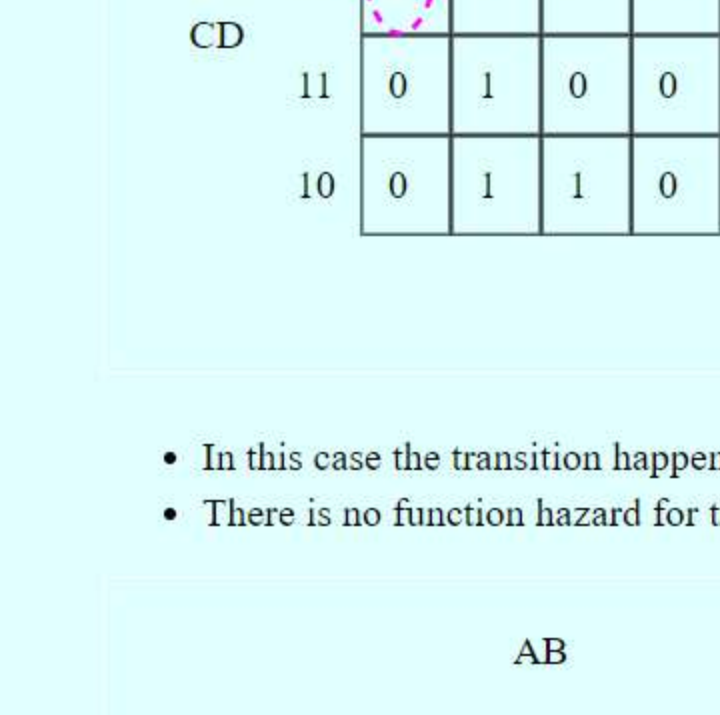 CD
11 0 1 0 0
10 0 1 1 0
• In this case the transition
• There is no function hazard for
AB